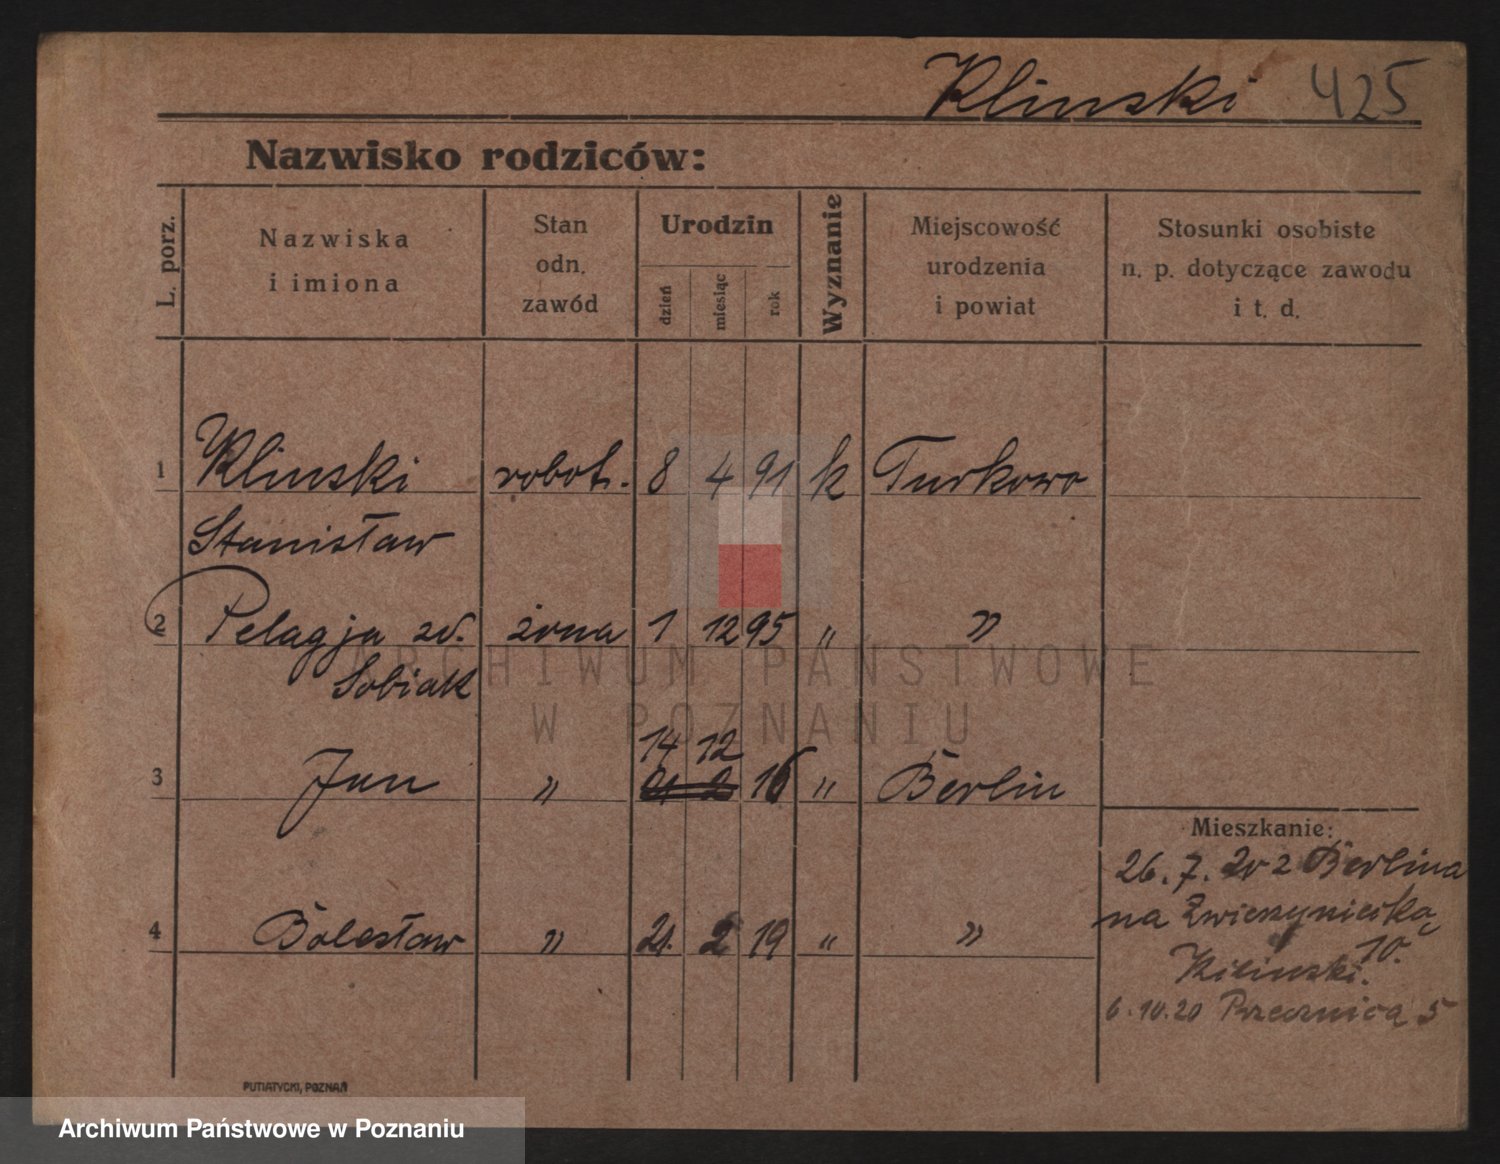 Klinski 425
Nazwisko rodziców:
L. porz.
Nazwiska
i imiona
Stan
odn.
zawód
Urodzin
dzień
miesiąc
rok
Wyznanie
Miejscowość
urodzenia
i powiat
Stosunki osobiste
n. p. dotyczące zawodu
i t. d.
1 Klinski robotn. 8 4 91 k Turkowo
Stanisław
2 Pelagja zd. żona 1 12 95 " "
Sobiak
14 12
3 Jan " 16 " Berlin
4 Bolesław " 21. 2 19 " "
Mieszkanie:
26.7.20 z Berlina
na Zwierzyniecką
10.
Kilinski.
6.10.20 Przecznica 5
PUTIATYCKI, POZNAŃ
ARCHIWUM PAŃSTWOWE
W POZNANIU
Archiwum Państwowe w Poznaniu